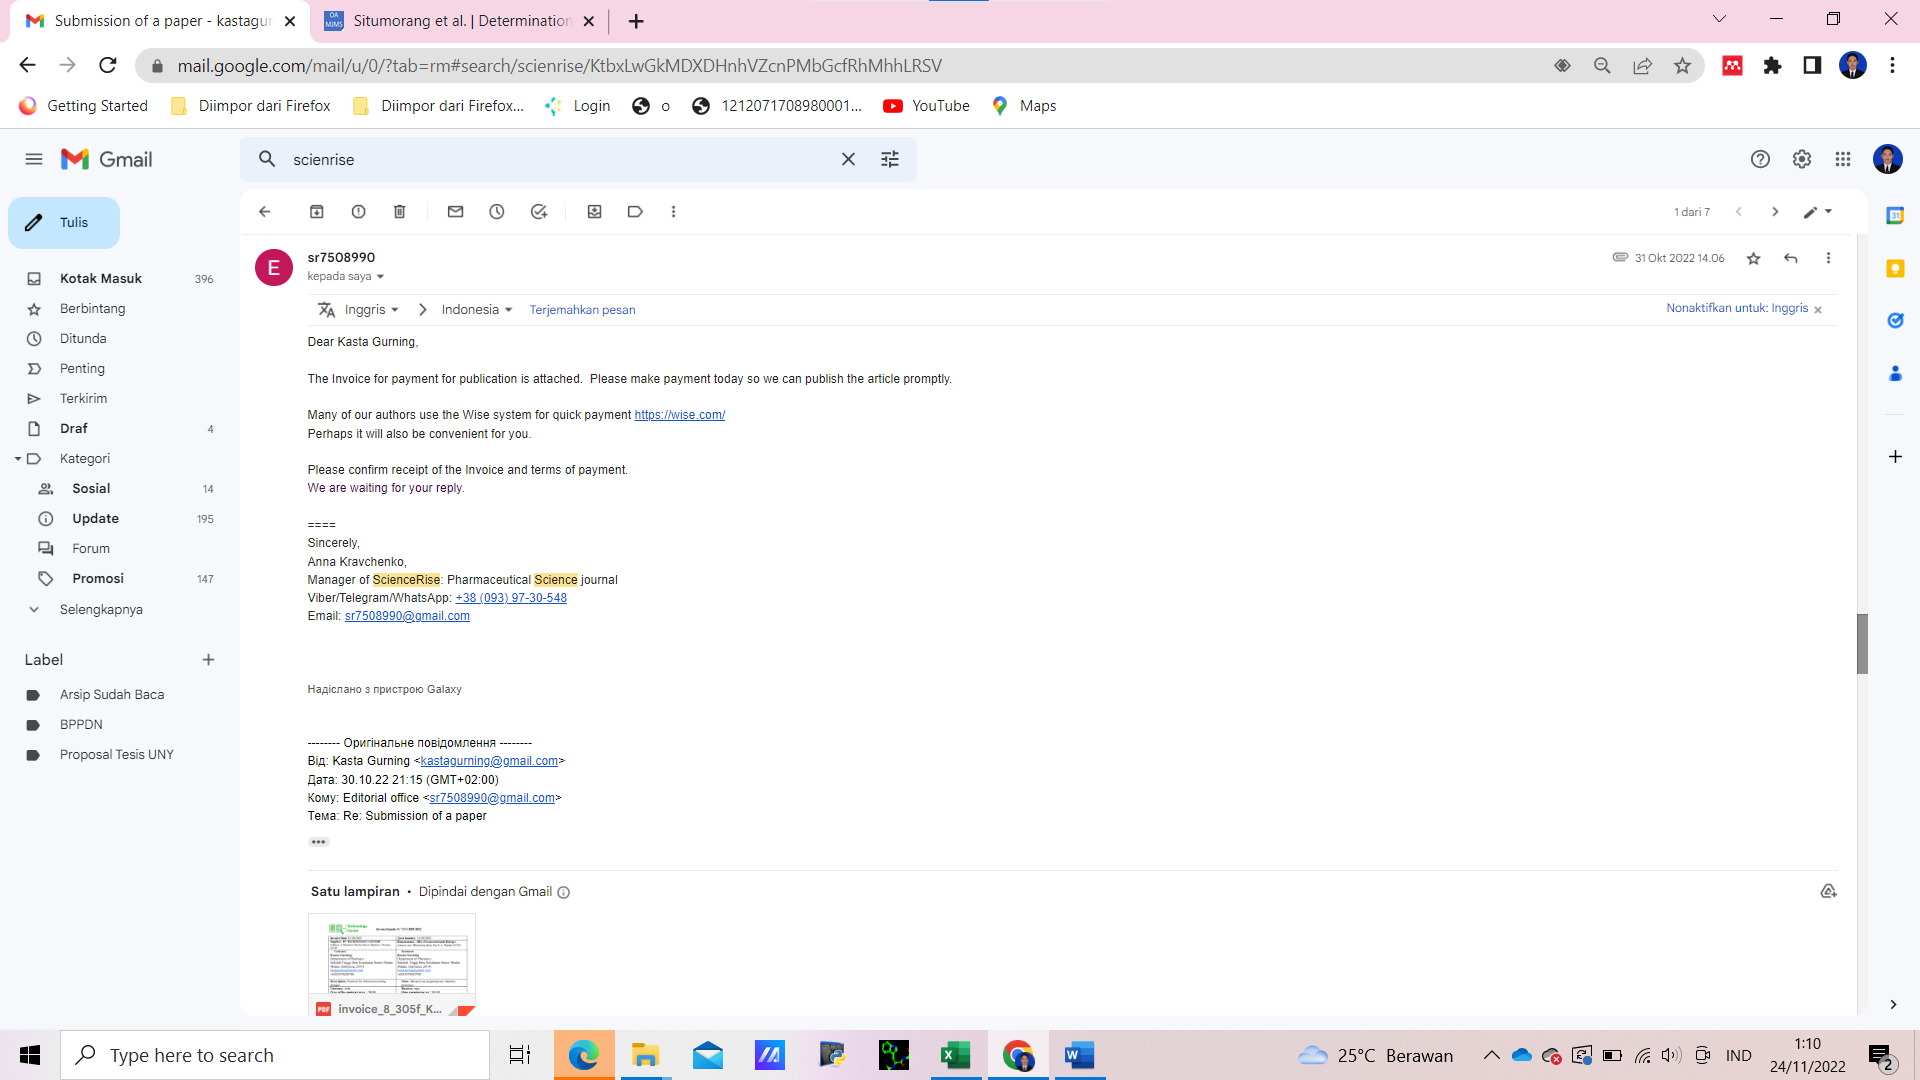 Submission of a paper - kastagur
Situmorang et al. | Determination
mail.google.com/mail/u/0/?tab=rm#search/scienrise/KtbxLwGkMDXDHnhVZcnPMbGcfRhMhhLRSV
Getting Started
Diimpor dari Firefox
Diimpor dari Firefox...
Login
o
1212071708980001...
YouTube
Maps
Gmail
scienrise
Tulis
1 dari 7
Kotak Masuk 396
Berbintang
Ditunda
Penting
Terkirim
Draf 4
Kategori
Sosial 14
Update 195
Forum
Promosi 147
Selengkapnya
Label
Arsip Sudah Baca
BPPDN
Proposal Tesis UNY
E
sr7508990
kepada saya
31 Okt 2022 14.06
Inggris
Indonesia
Terjemahkan pesan
Nonaktifkan untuk: Inggris
Dear Kasta Gurning,
The Invoice for payment for publication is attached.  Please make payment today so we can publish the article promptly.
Many of our authors use the Wise system for quick payment https://wise.com/
Perhaps it will also be convenient for you.
Please confirm receipt of the Invoice and terms of payment.
We are waiting for your reply.
====
Sincerely,
Anna Kravchenko,
Manager of ScienceRise: Pharmaceutical Science journal
Viber/Telegram/WhatsApp: +38 (093) 97-30-548
Email: sr7508990@gmail.com
Надіслано з пристрою Galaxy
-------- Оригінальне повідомлення --------
Від: Kasta Gurning <kastagurning@gmail.com>
Дата: 30.10.22 21:15 (GMT+02:00)
Кому: Editorial office <sr7508990@gmail.com>
Тема: Re: Submission of a paper
Satu lampiran • Dipindai dengan Gmail
PDF invoice_8_305f_K...
Type here to search
25°C Berawan
IND
1:10
24/11/2022
2